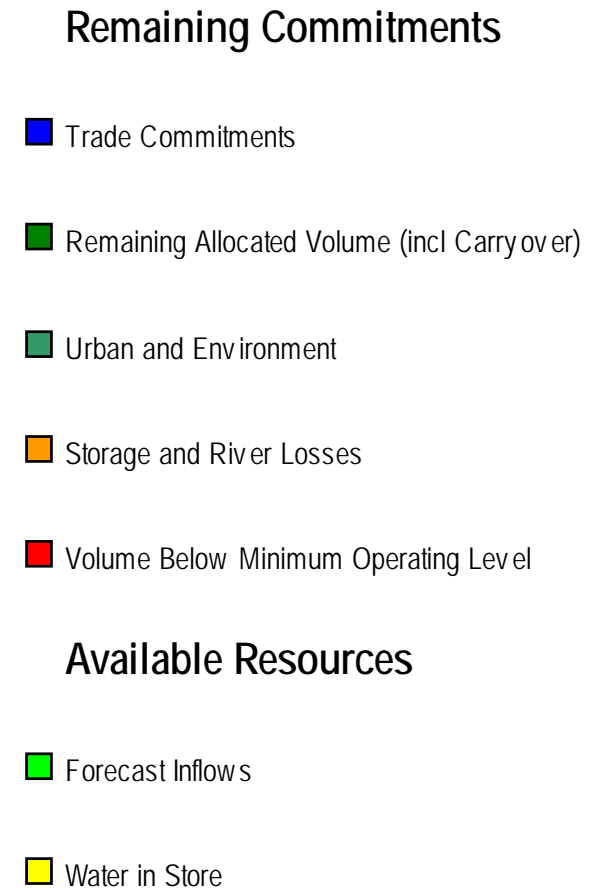 Remaining Commitments
Trade Commitments
Remaining Allocated Volume (incl Carryover)
Urban and Environment
Storage and River Losses
Volume Below Minimum Operating Level
Available Resources
Forecast Inflows
Water in Store